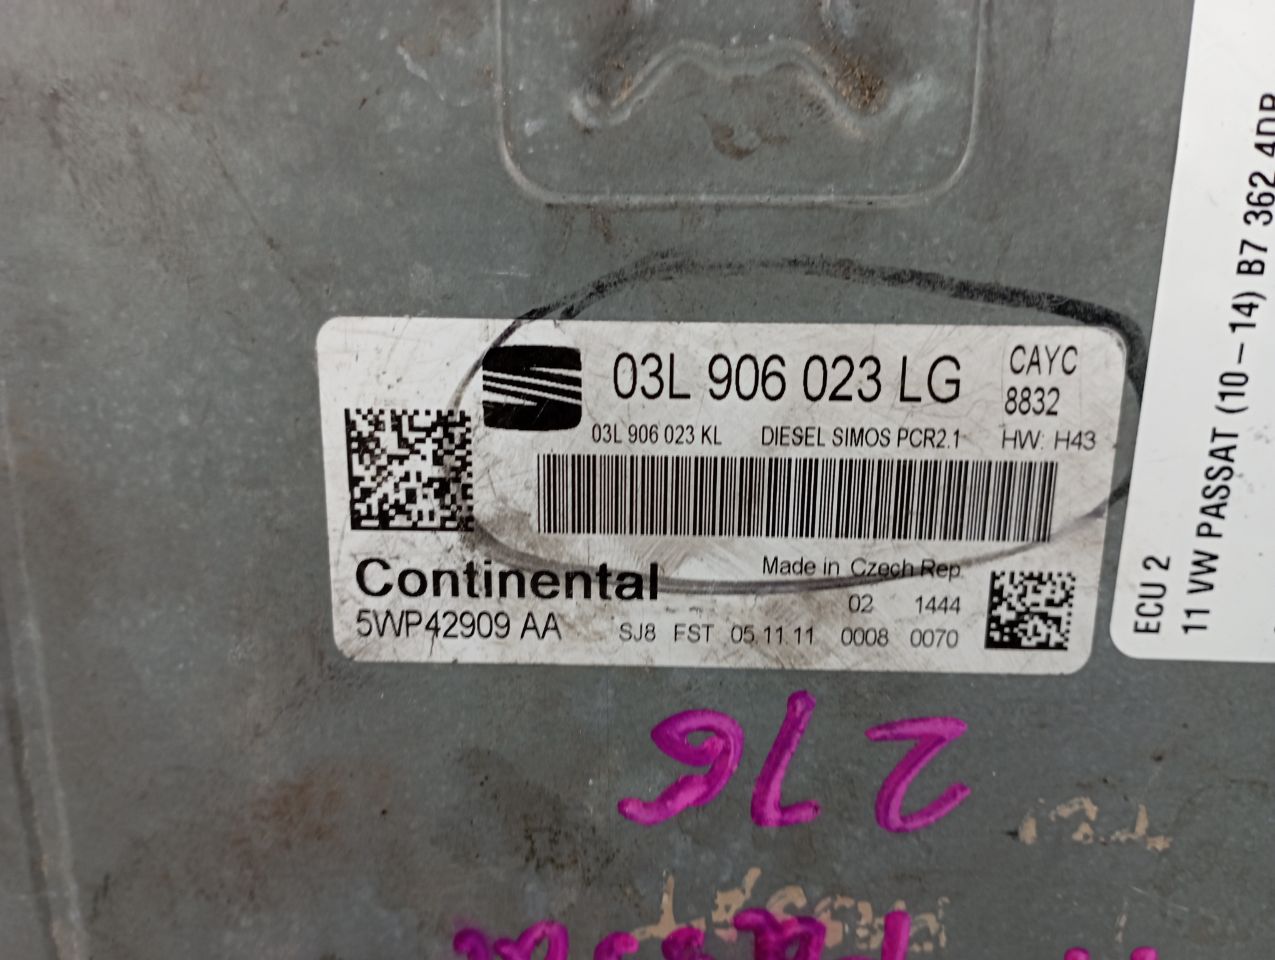 03L 906 023 LG
CAYC
8832
03L 906 023 KL DIESEL SIMOS PCR2.1 HW: H43
Made in Czech Rep
Continental
02 1444
5WP42909 AA SJ8 FST 05.11.11 0008 0070
ECU 2
11 VW PASSAT (10-14) B7 362 4DR